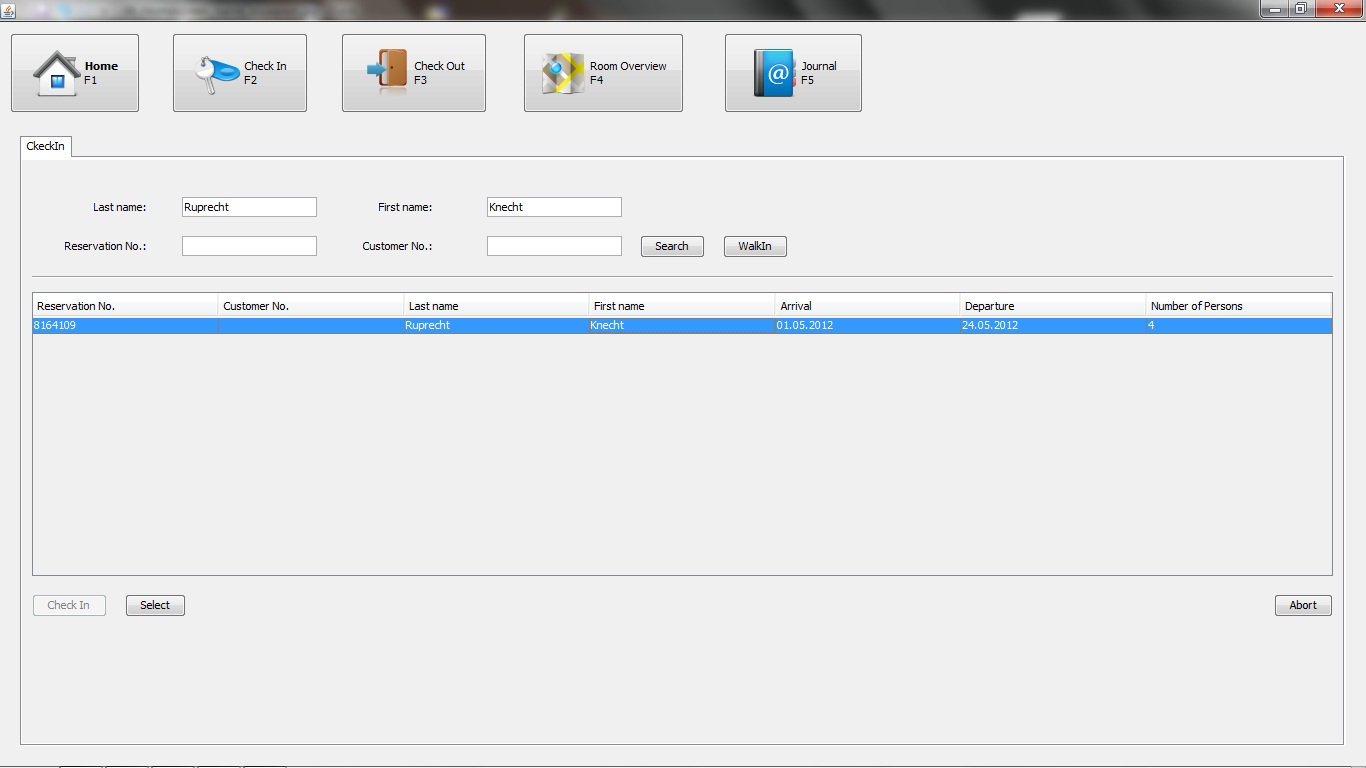 Home
F1
Check In
F2
Check Out
F3
Room Overview
F4
@
Journal
F5
CkeckIn
Last name: Ruprecht First name: Knecht
Reservation No.: Customer No.: Search WalkIn
Reservation No. Customer No. Last name First name Arrival Departure Number of Persons
8164109 Ruprecht Knecht 01.05.2012 24.05.2012 4
Check In Select Abort